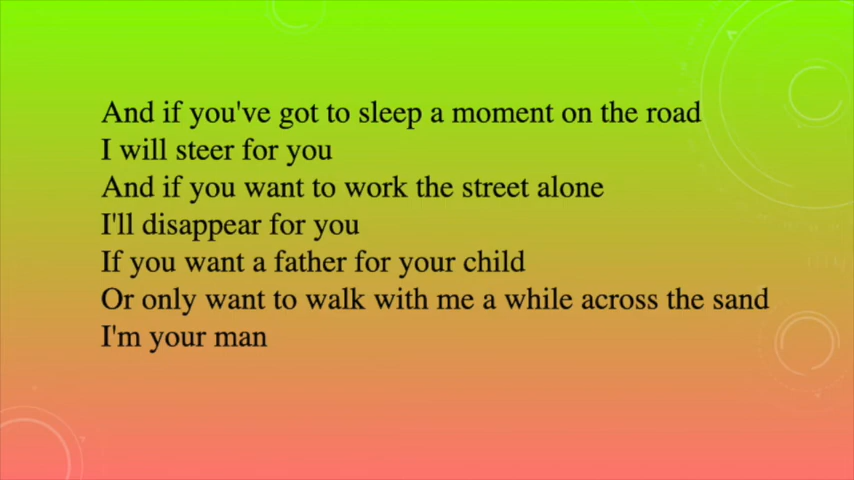 And if you've got to sleep a moment on the road
I will steer for you
And if you want to work the street alone
I'll disappear for you
If you want a father for your child
Or only want to walk with me a while across the sand
I'm your man